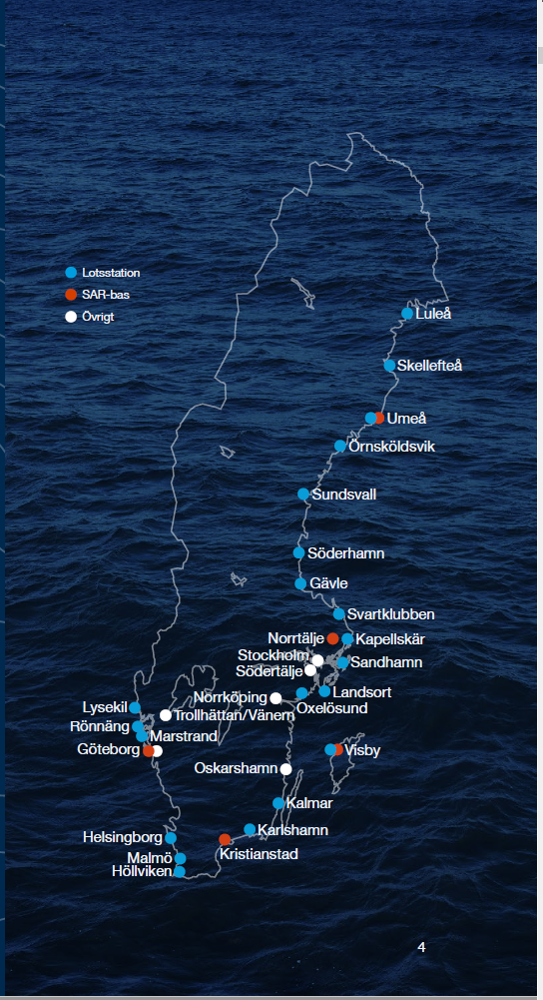 Lotsstation
SAR-bas
Övrigt
Luleå
Skellefteå
Umeå
Örnsköldsvik
Sundsvall
Söderhamn
Gävle
Svartklubben
Norrtälje
Kapellskär
Stockholm
Sandhamn
Södertälje
Landsort
Norrköping
Oxelösund
Lysekil
Trollhättan/Vänern
Rönnäng
Marstrand
Göteborg
Visby
Oskarshamn
Kalmar
Karlshamn
Helsingborg
Kristianstad
Malmö
Höllviken
4